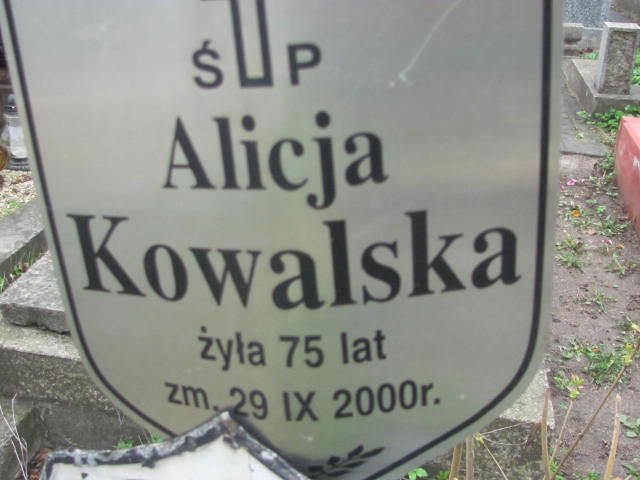 Ś P
Alicja
Kowalska
żyła 75 lat
zm. 29 IX 2000r.